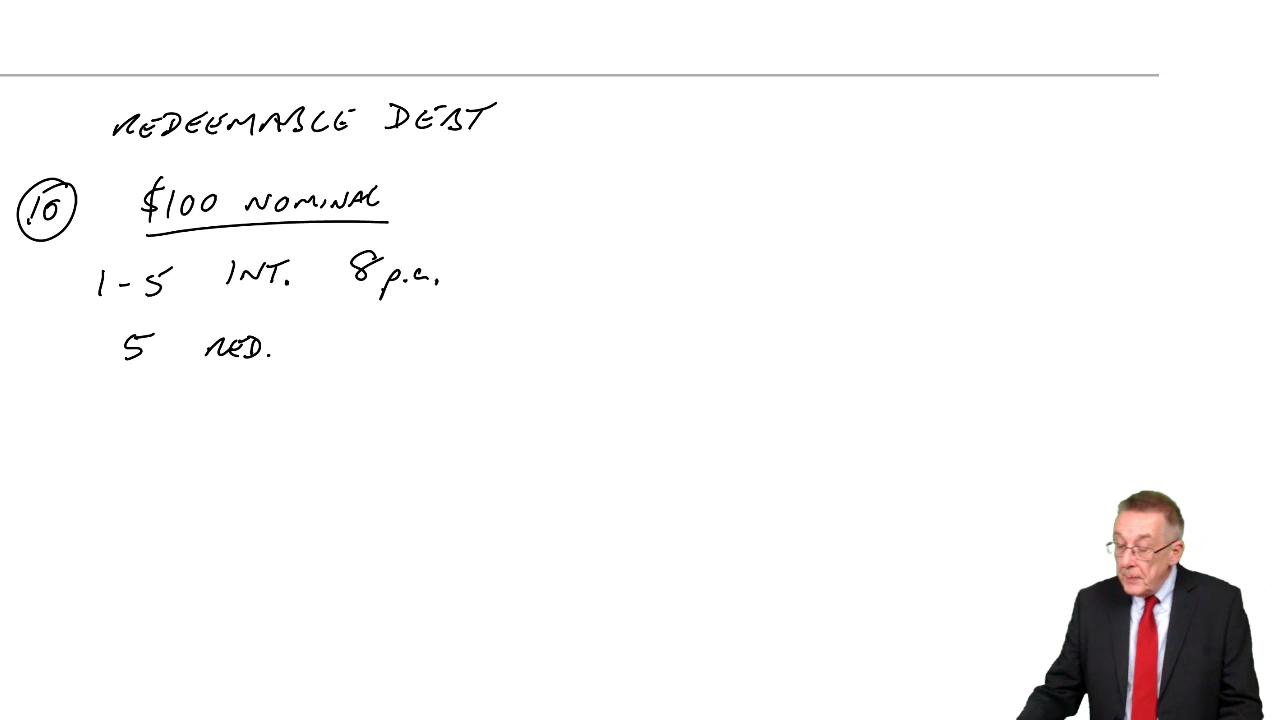 REDEEMABLE DEBT
10 $100 NOMINAL
1-5 INT. 8 p.a.
5 RED.